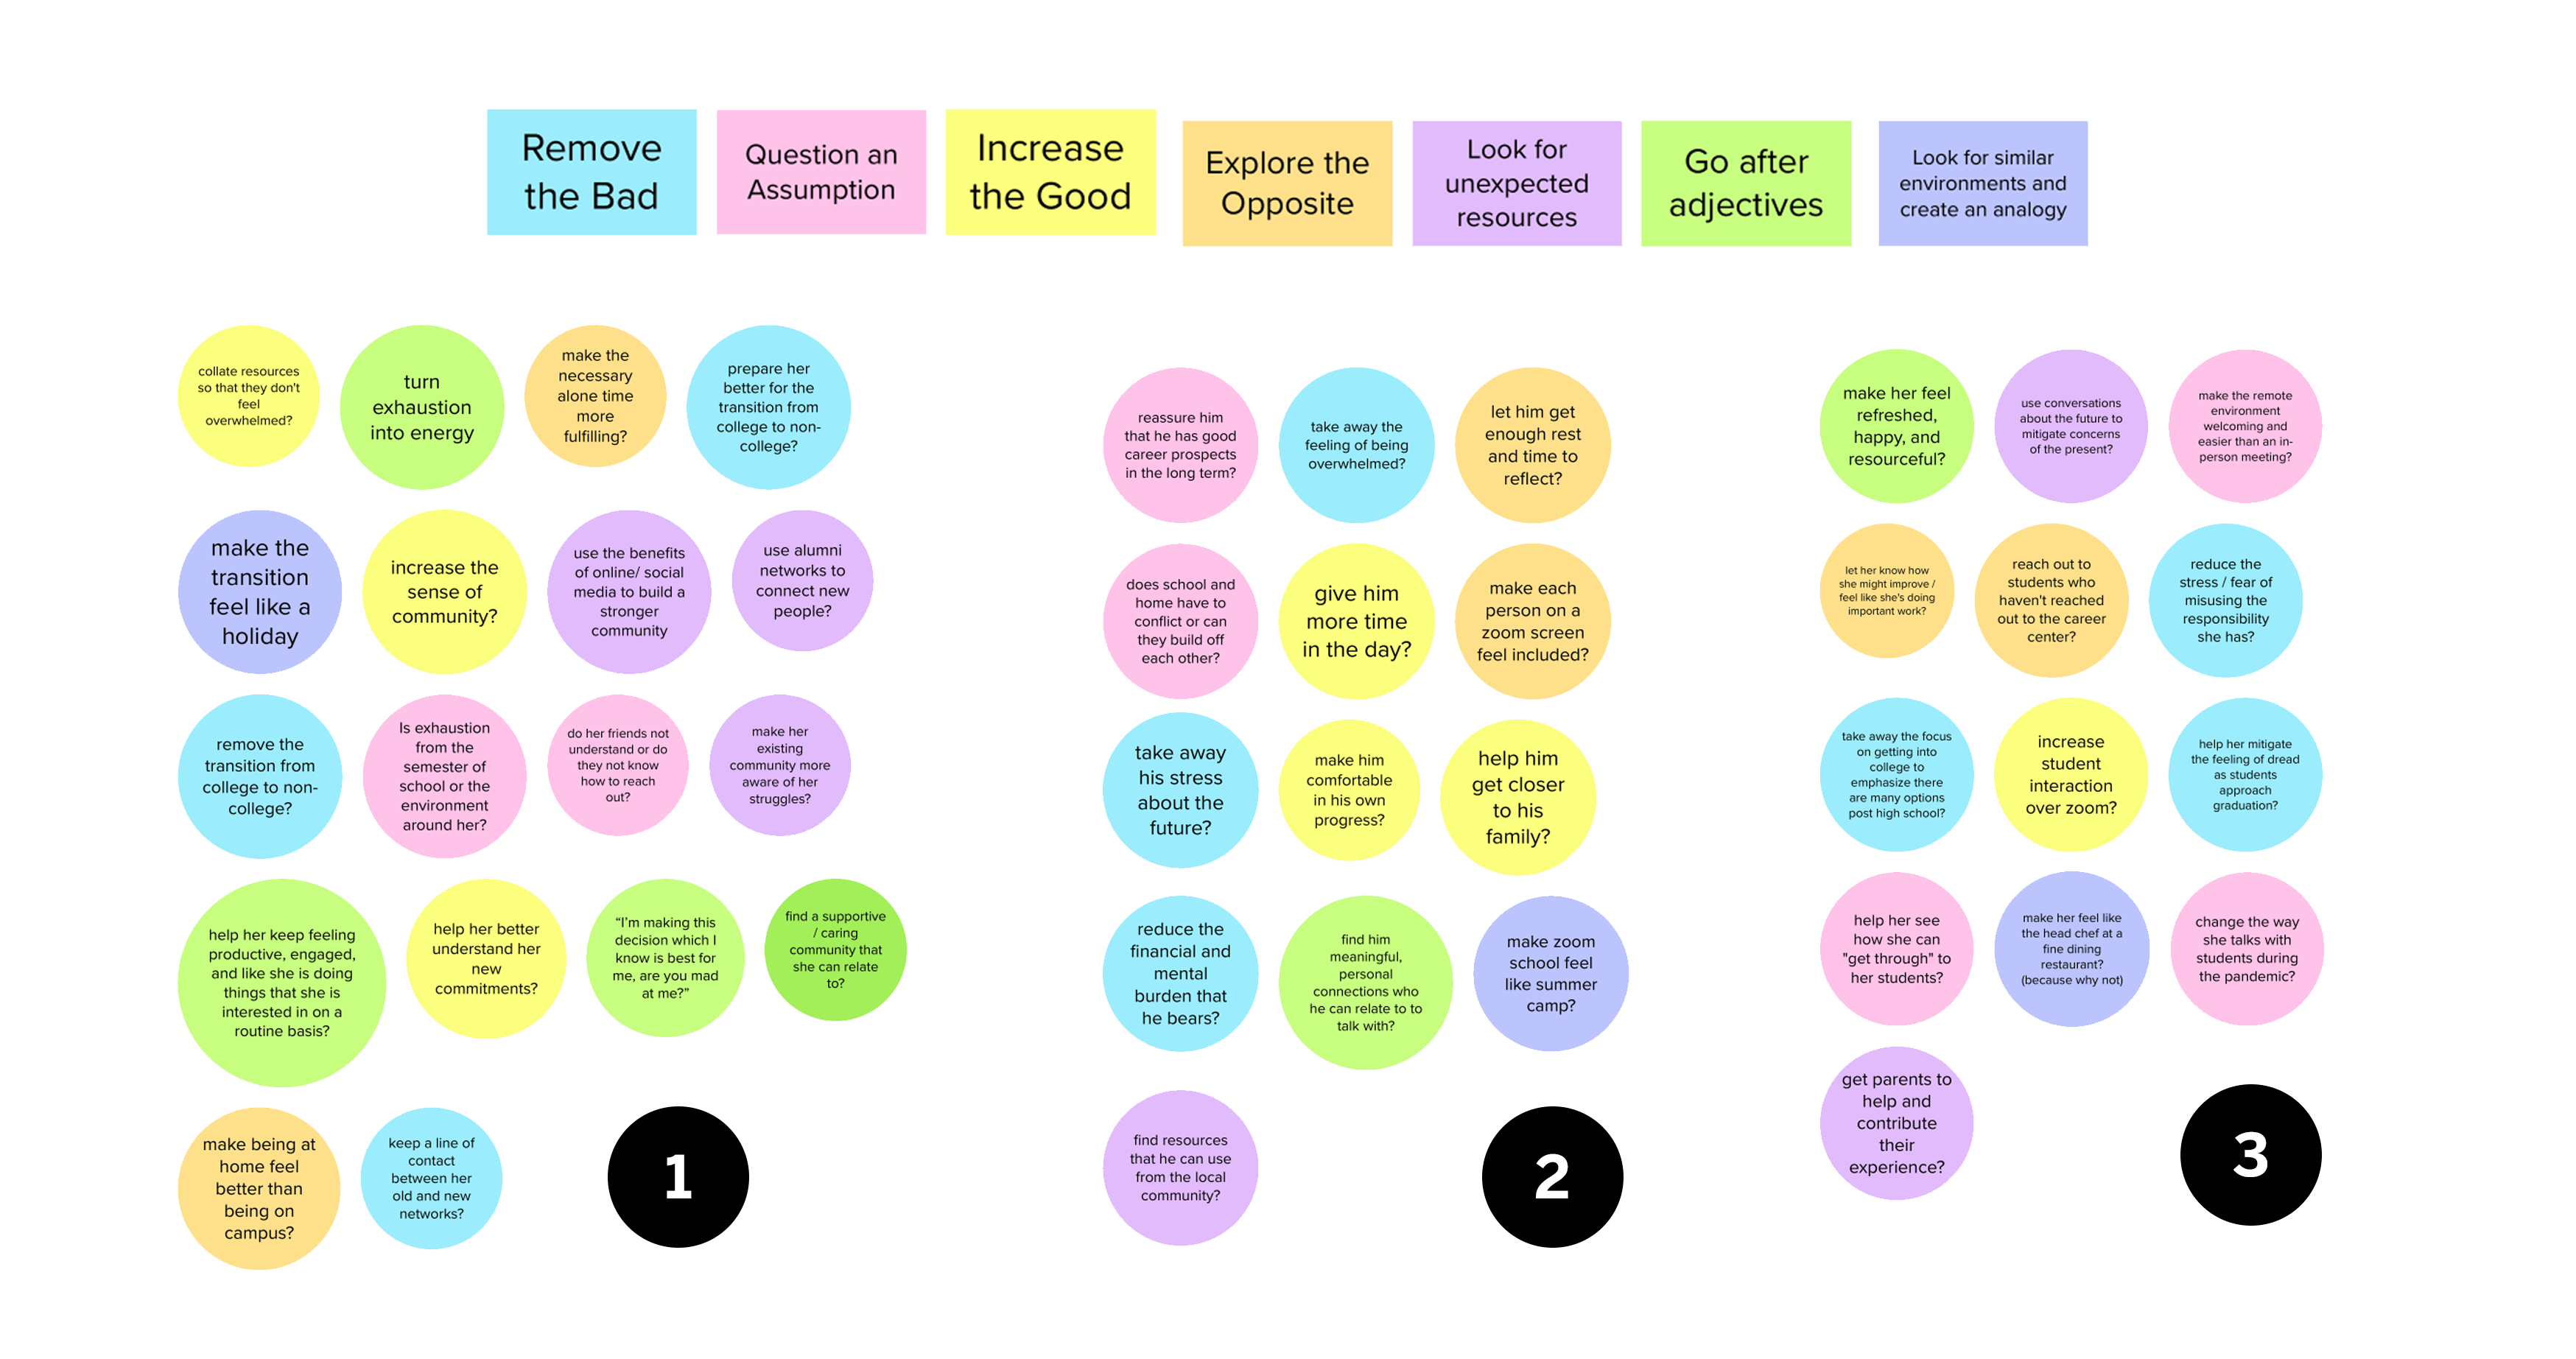 Remove
the Bad
Question an
Assumption
Increase
the Good
Explore the
Opposite
Look for
unexpected
resources
Go after
adjectives
Look for similar
environments and
create an analogy
collate resources
so that they don't
feel
overwhelmed?
turn
exhaustion
into energy
make the
necessary
alone time
more
fulfilling?
prepare her
better for the
transition from
college to non-
college?
make the
transition
feel like a
holiday
increase the
sense of
community?
use the benefits
of online/ social
media to build a
stronger
community
use alumni
networks to
connect new
people?
remove the
transition from
college to non-
college?
Is exhaustion
from the
semester of
school or the
environment
around her?
do her friends not
understand or do
they not know
how to reach
out?
make her
existing
community more
aware of her
struggles?
help her keep feeling
productive, engaged,
and like she is doing
things that she is
interested in on a
routine basis?
help her better
understand her
new
commitments?
“I'm making this
decision which I
know is best for
me, are you mad
at me?”
find a supportive
/ caring
community that
she can relate
to?
make being at
home feel
better than
being on
campus?
keep a line of
contact
between her
old and new
networks?
1
reassure him
that he has good
career prospects
in the long term?
take away the
feeling of being
overwhelmed?
let him get
enough rest
and time to
reflect?
does school and
home have to
conflict or can
they build off
each other?
give him
more time
in the day?
make each
person on a
zoom screen
feel included?
take away
his stress
about the
future?
make him
comfortable
in his own
progress?
help him
get closer
to his
family?
reduce the
financial and
mental
burden that
he bears?
find him
meaningful,
personal
connections who
he can relate to to
talk with?
make zoom
school feel
like summer
camp?
find resources
that he can use
from the local
community?
2
make her feel
refreshed,
happy, and
resourceful?
use conversations
about the future to
mitigate concerns
of the present?
make the remote
environment
welcoming and
easier than an in-
person meeting?
let her know how
she might improve /
feel like she's doing
important work?
reach out to
students who
haven't reached
out to the career
center?
reduce the
stress / fear of
misusing the
responsibility
she has?
take away the focus
on getting into
college to
emphasize there
are many options
post high school?
increase
student
interaction
over zoom?
help her mitigate
the feeling of dread
as students
approach
graduation?
help her see
how she can
"get through" to
her students?
make her feel like
the head chef at a
fine dining
restaurant?
(because why not)
change the way
she talks with
students during
the pandemic?
get parents to
help and
contribute
their
experience?
3